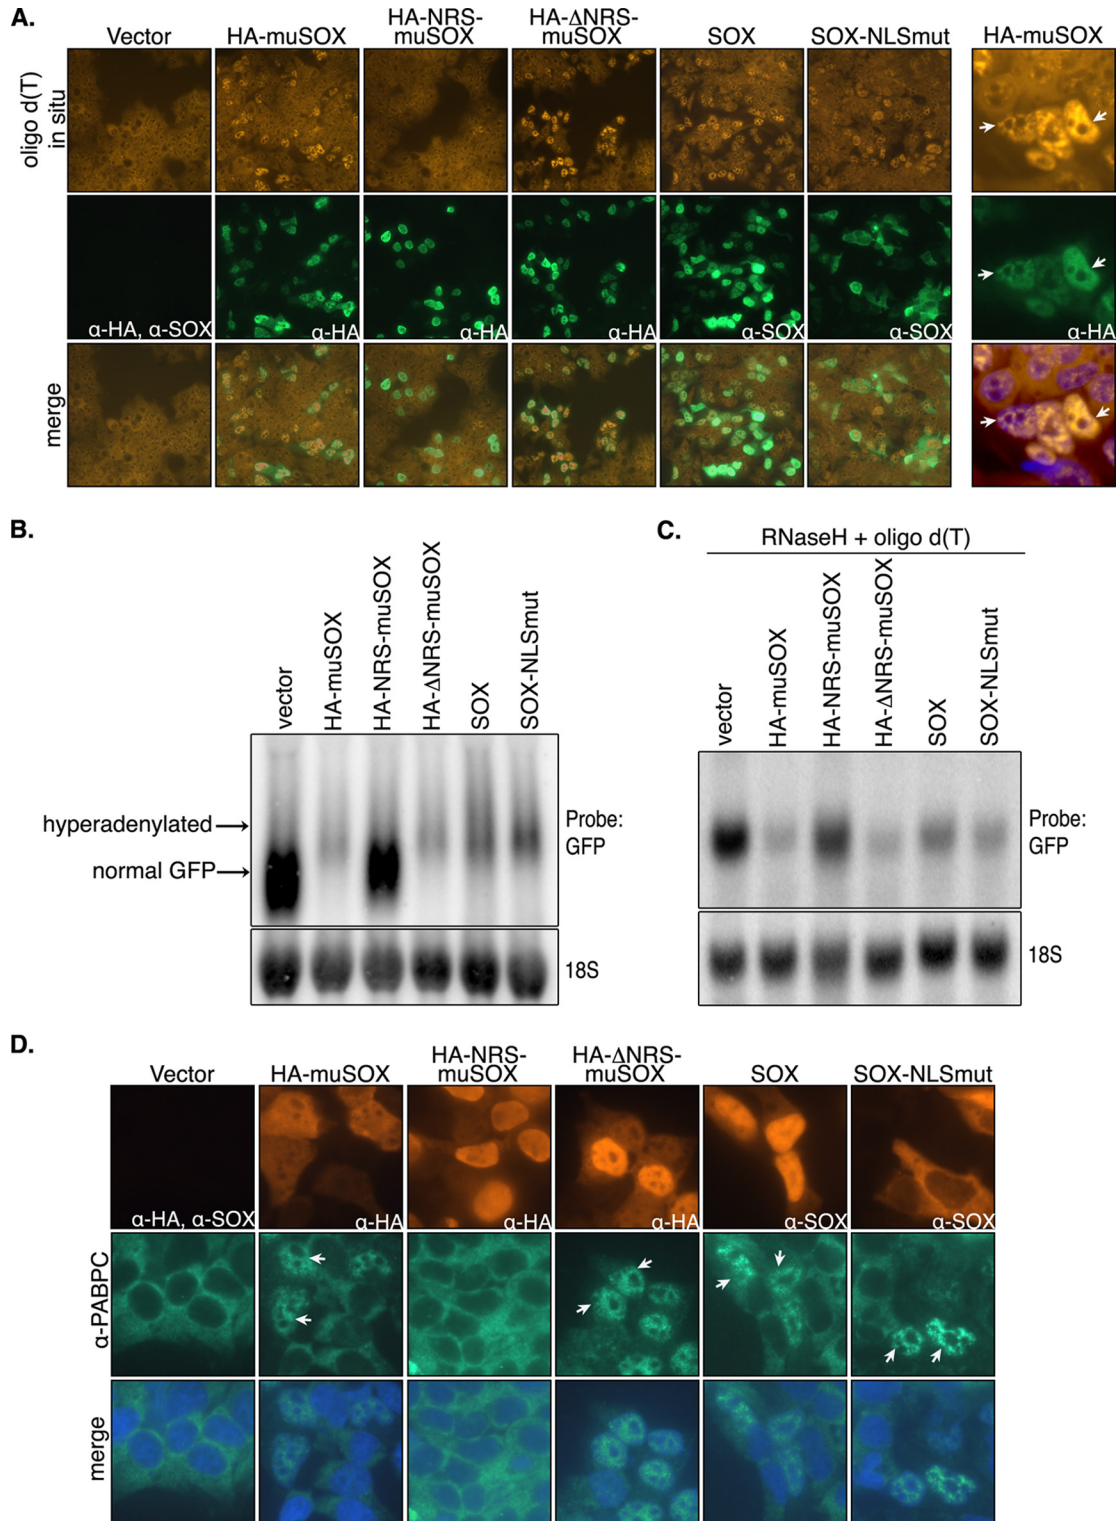 A.
Vector
HA-muSOX
HA-NRS-
muSOX
HA-ΔNRS-
muSOX
SOX
SOX-NLSmut
HA-muSOX
oligo d(T)
in situ
α-HA, α-SOX
α-HA
α-HA
α-HA
α-SOX
α-SOX
α-HA
merge
B.
vector
HA-muSOX
HA-NRS-muSOX
HA-ΔNRS-muSOX
SOX
SOX-NLSmut
hyperadenylated
normal GFP
Probe:
GFP
18S
C.
RNaseH + oligo d(T)
vector
HA-muSOX
HA-NRS-muSOX
HA-ΔNRS-muSOX
SOX
SOX-NLSmut
Probe:
GFP
18S
D.
Vector
HA-muSOX
HA-NRS-
muSOX
HA-ΔNRS-
muSOX
SOX
SOX-NLSmut
α-HA, α-SOX
α-HA
α-HA
α-HA
α-SOX
α-SOX
α-PABPC
merge